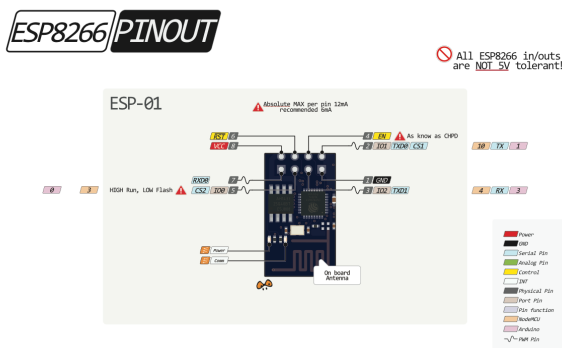 ESP8266 PINOUT
All ESP8266 in/outs
are NOT 5V tolerant!
ESP-01
Absolute MAX per pin 12mA
recommended 6mA
RST 6
4 EN As know as CHPD
VCC 8
2 IO1 TXD0 CS1
10 TX 1
RXD0 7
1 GND
0 3 HIGH Run, LOW Flash CS2 IO0 5
3 IO2 TXD1
4 RX 3
Power
Comm
On board
Antenna
Power
GND
Serial Pin
Analog Pin
Control
INT
Physical Pin
Port Pin
Pin function
NodeMCU
Arduino
PWM Pin